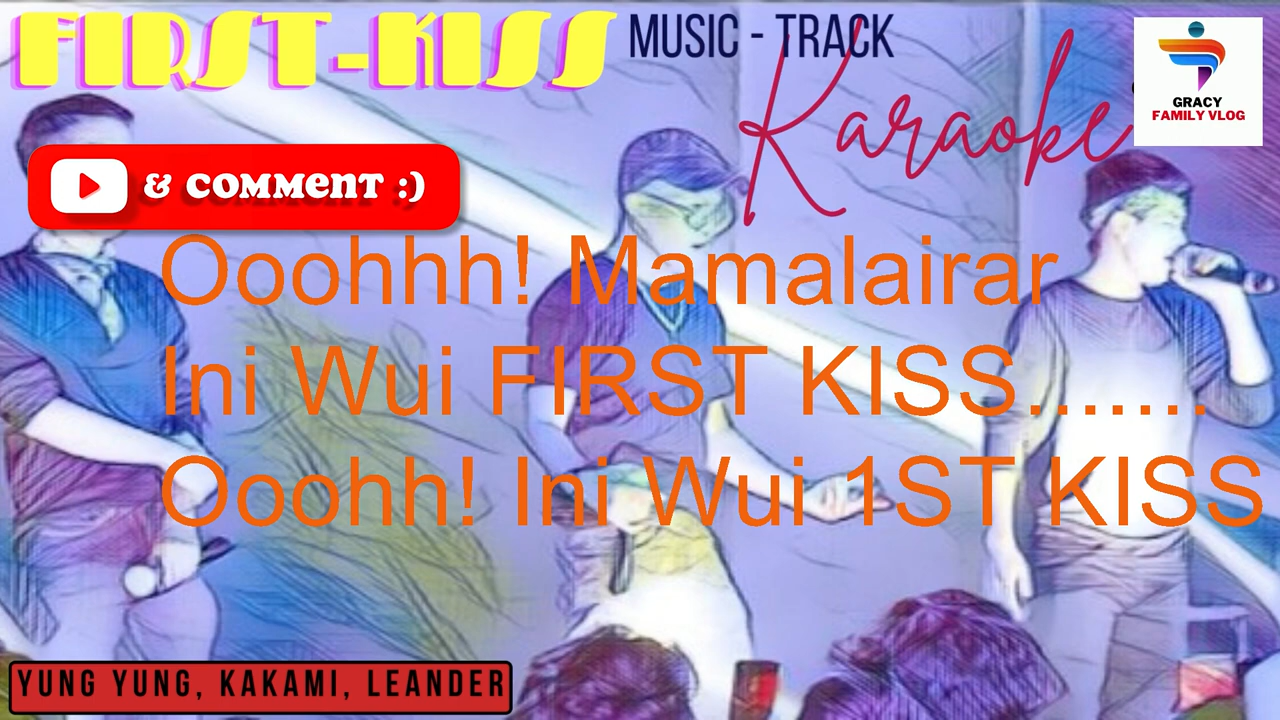 FIRST-KISS
MUSIC - TRACK
Karaoke
GRACY
FAMILY VLOG
& COMMENT :)
Ooohhh! Mamalairar
Ini Wui FIRST KISS.......
Ooohh! Ini Wui 1ST KISS
YUNG YUNG, KAKAMI, LEANDER